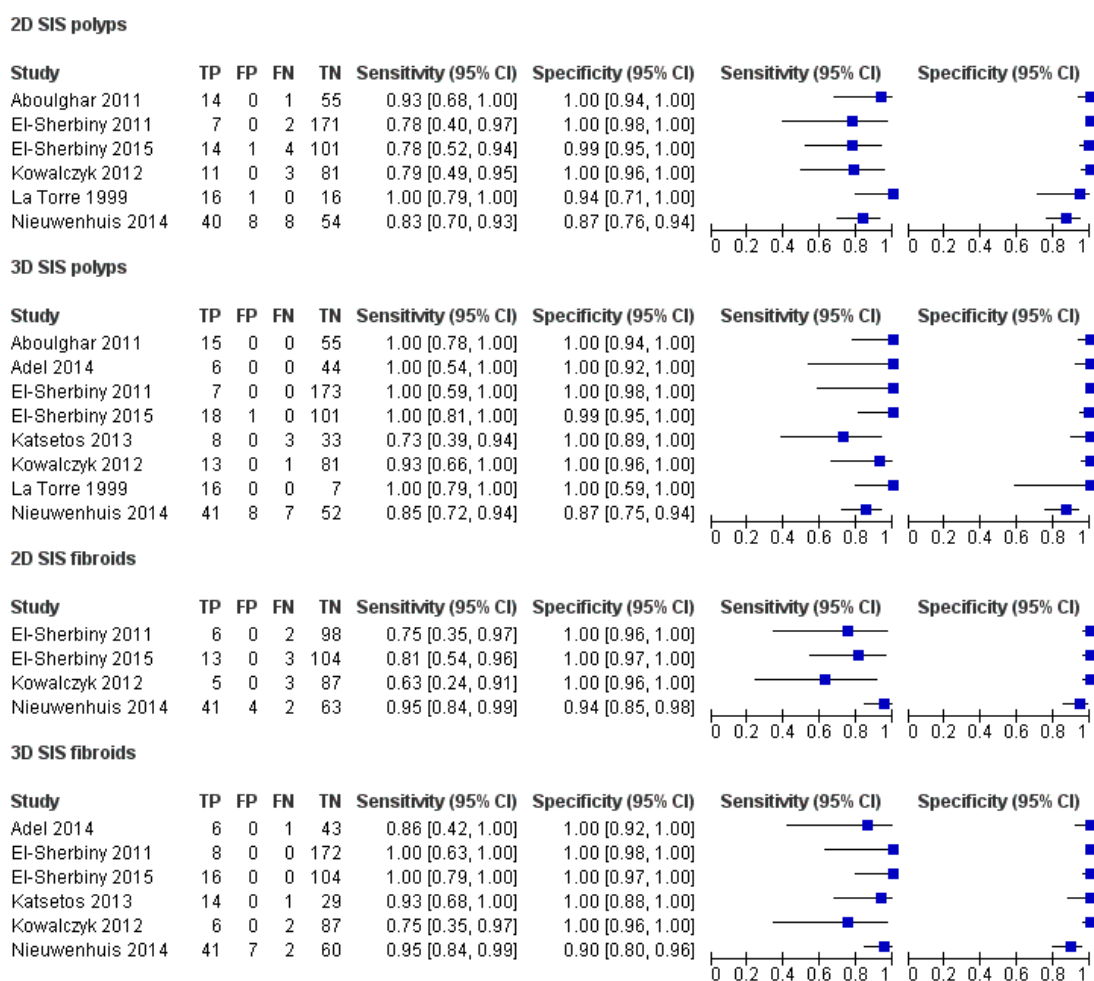 2D SIS polyps
Study TP FP FN TN Sensitivity (95% CI) Specificity (95% CI) Sensitivity (95% CI) Specificity (95% CI)
Aboulghar 2011 14 0 1 55 0.93 [0.68, 1.00] 1.00 [0.94, 1.00]
El-Sherbiny 2011 7 0 2 171 0.78 [0.40, 0.97] 1.00 [0.98, 1.00]
El-Sherbiny 2015 14 1 4 101 0.78 [0.52, 0.94] 0.99 [0.95, 1.00]
Kowalczyk 2012 11 0 3 81 0.79 [0.49, 0.95] 1.00 [0.96, 1.00]
La Torre 1999 16 1 0 16 1.00 [0.79, 1.00] 0.94 [0.71, 1.00]
Nieuwenhuis 2014 40 8 8 54 0.83 [0.70, 0.93] 0.87 [0.76, 0.94]
0 0.2 0.4 0.6 0.8 1 0 0.2 0.4 0.6 0.8 1
3D SIS polyps
Study TP FP FN TN Sensitivity (95% CI) Specificity (95% CI) Sensitivity (95% CI) Specificity (95% CI)
Aboulghar 2011 15 0 0 55 1.00 [0.78, 1.00] 1.00 [0.94, 1.00]
Adel 2014 6 0 0 44 1.00 [0.54, 1.00] 1.00 [0.92, 1.00]
El-Sherbiny 2011 7 0 0 173 1.00 [0.59, 1.00] 1.00 [0.98, 1.00]
El-Sherbiny 2015 18 1 0 101 1.00 [0.81, 1.00] 0.99 [0.95, 1.00]
Katsetos 2013 8 0 3 33 0.73 [0.39, 0.94] 1.00 [0.89, 1.00]
Kowalczyk 2012 13 0 1 81 0.93 [0.66, 1.00] 1.00 [0.96, 1.00]
La Torre 1999 16 0 0 7 1.00 [0.79, 1.00] 1.00 [0.59, 1.00]
Nieuwenhuis 2014 41 8 7 52 0.85 [0.72, 0.94] 0.87 [0.75, 0.94]
0 0.2 0.4 0.6 0.8 1 0 0.2 0.4 0.6 0.8 1
2D SIS fibroids
Study TP FP FN TN Sensitivity (95% CI) Specificity (95% CI) Sensitivity (95% CI) Specificity (95% CI)
El-Sherbiny 2011 6 0 2 98 0.75 [0.35, 0.97] 1.00 [0.96, 1.00]
El-Sherbiny 2015 13 0 3 104 0.81 [0.54, 0.96] 1.00 [0.97, 1.00]
Kowalczyk 2012 5 0 3 87 0.63 [0.24, 0.91] 1.00 [0.96, 1.00]
Nieuwenhuis 2014 41 4 2 63 0.95 [0.84, 0.99] 0.94 [0.85, 0.98]
0 0.2 0.4 0.6 0.8 1 0 0.2 0.4 0.6 0.8 1
3D SIS fibroids
Study TP FP FN TN Sensitivity (95% CI) Specificity (95% CI) Sensitivity (95% CI) Specificity (95% CI)
Adel 2014 6 0 1 43 0.86 [0.42, 1.00] 1.00 [0.92, 1.00]
El-Sherbiny 2011 8 0 0 172 1.00 [0.63, 1.00] 1.00 [0.98, 1.00]
El-Sherbiny 2015 16 0 0 104 1.00 [0.79, 1.00] 1.00 [0.97, 1.00]
Katsetos 2013 14 0 1 29 0.93 [0.68, 1.00] 1.00 [0.88, 1.00]
Kowalczyk 2012 6 0 2 87 0.75 [0.35, 0.97] 1.00 [0.96, 1.00]
Nieuwenhuis 2014 41 7 2 60 0.95 [0.84, 0.99] 0.90 [0.80, 0.96]
0 0.2 0.4 0.6 0.8 1 0 0.2 0.4 0.6 0.8 1